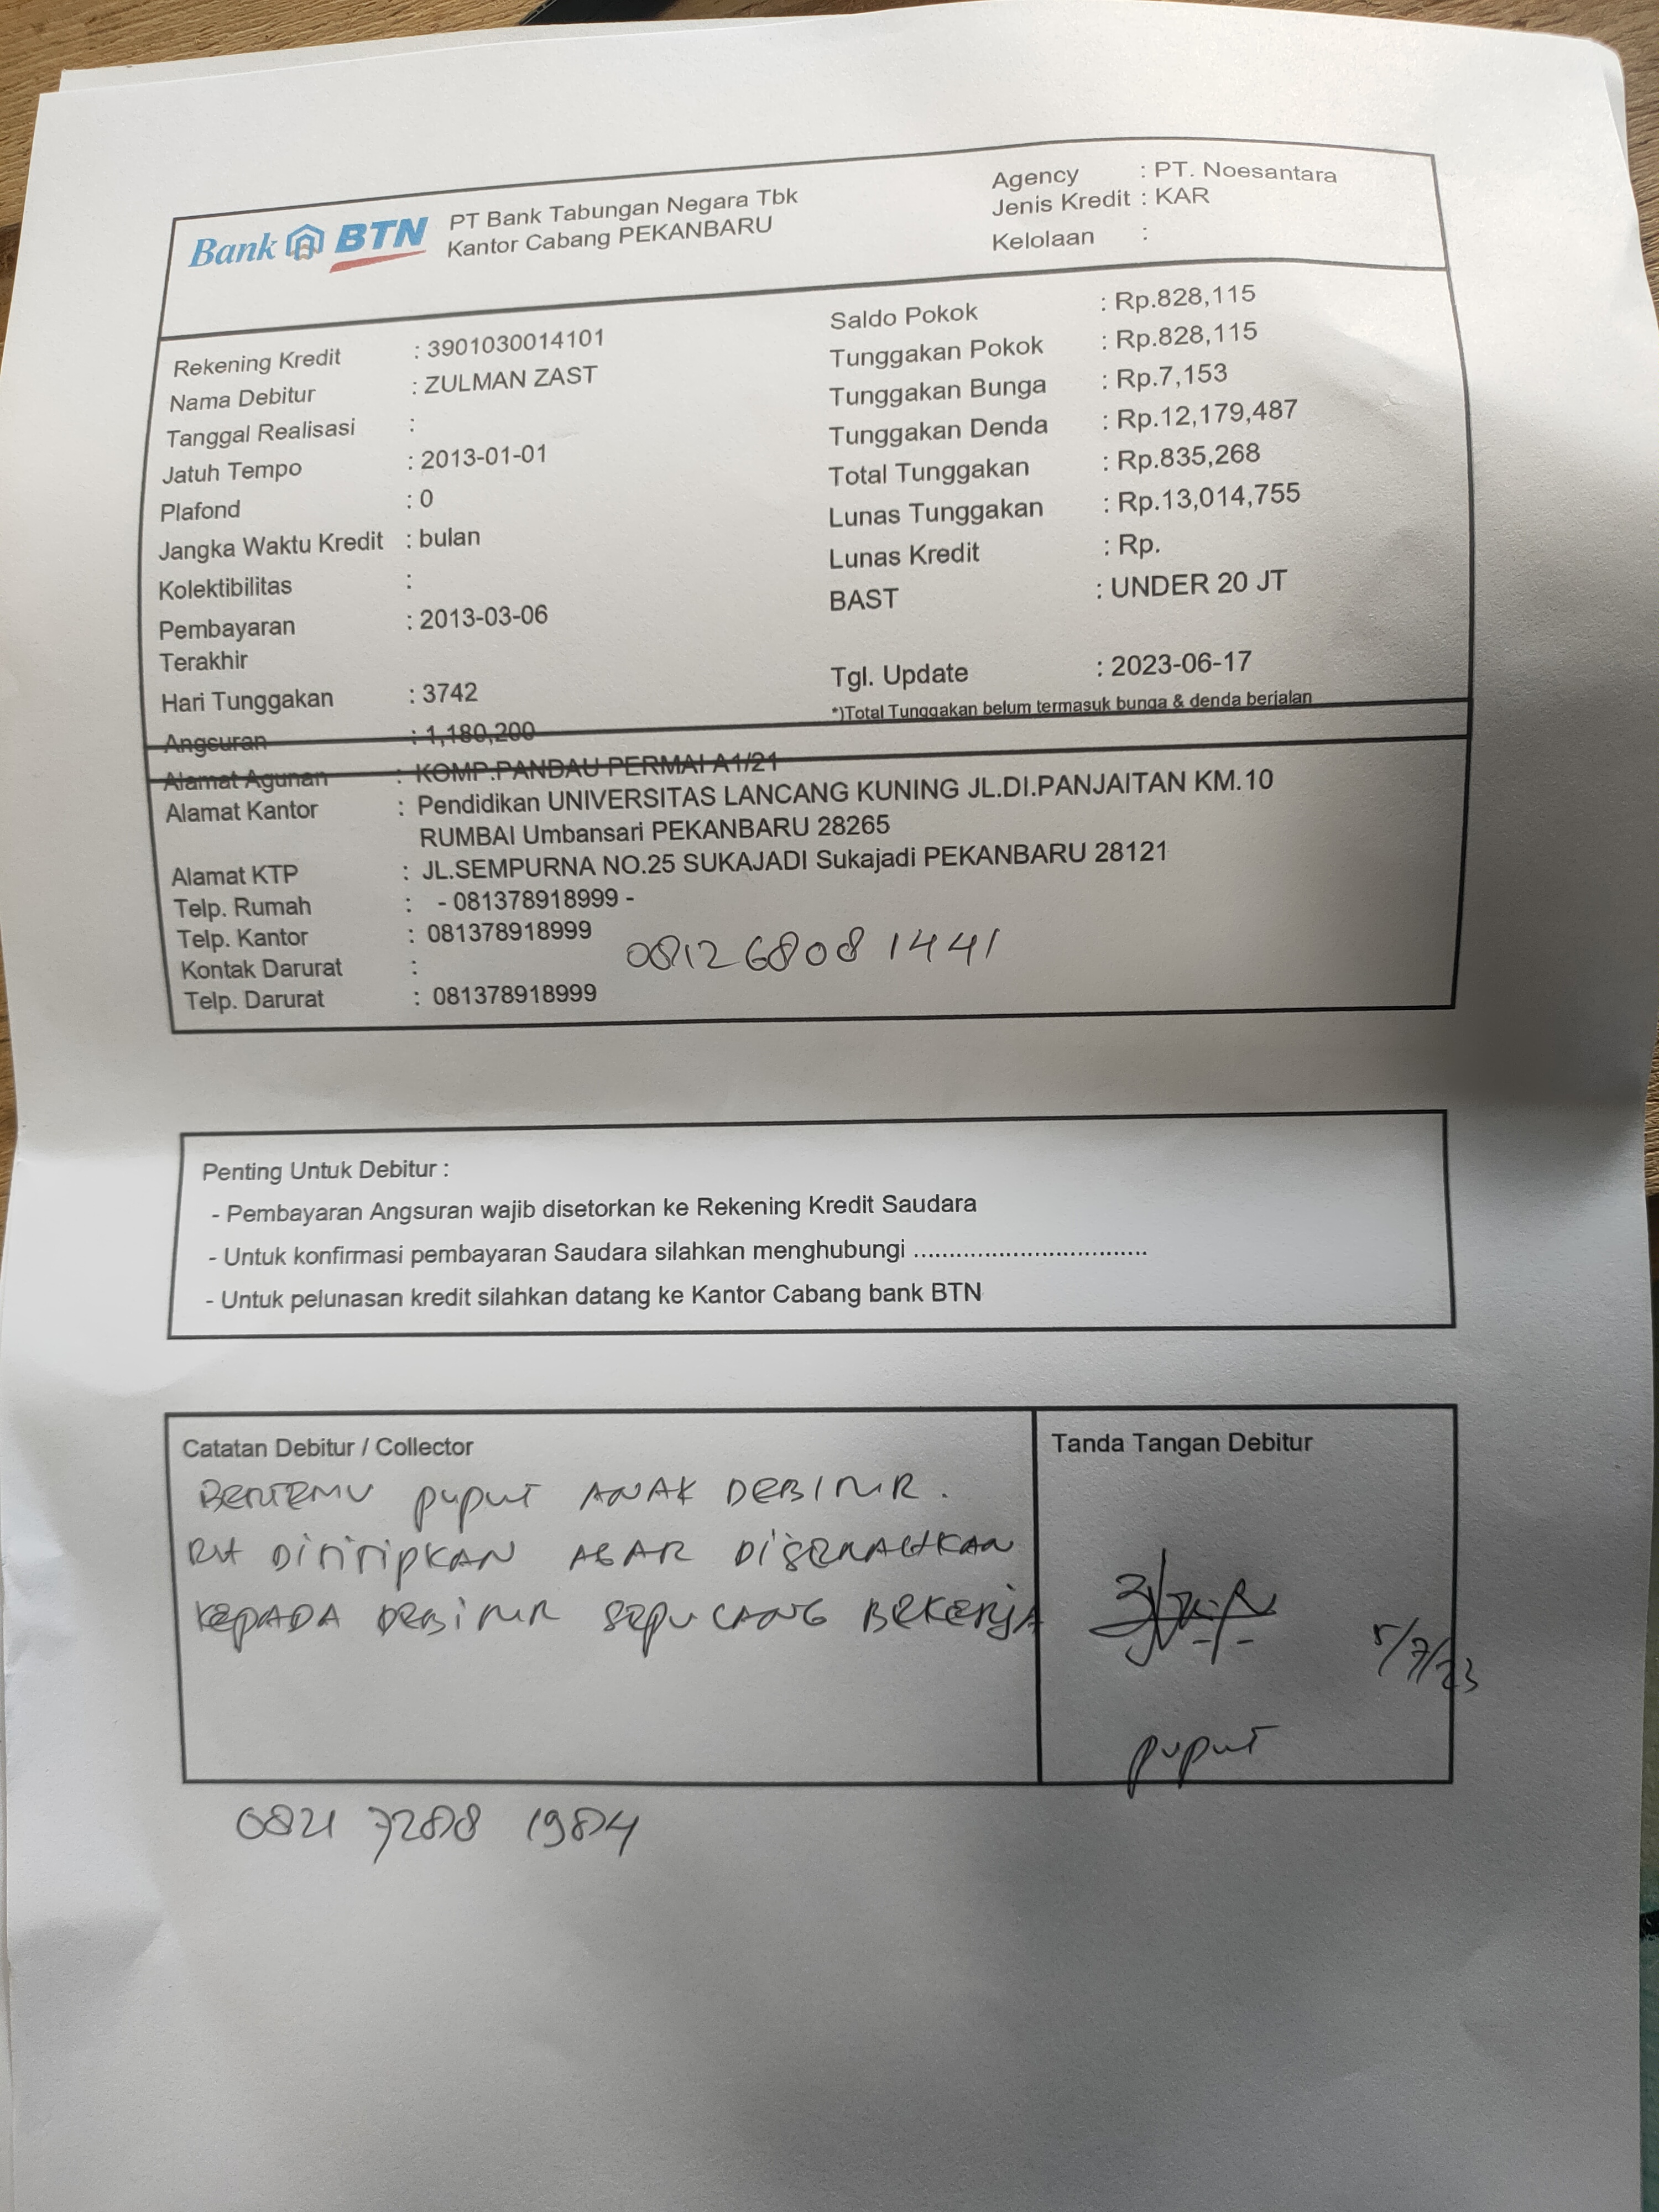 Bank BTN
PT Bank Tabungan Negara Tbk
Kantor Cabang PEKANBARU
Agency : PT. Noesantara
Jenis Kredit : KAR
Kelolaan :
Rekening Kredit : 3901030014101
Nama Debitur : ZULMAN ZAST
Tanggal Realisasi :
Jatuh Tempo : 2013-01-01
Plafond : 0
Jangka Waktu Kredit : bulan
Kolektibilitas :
Pembayaran : 2013-03-06
Terakhir
Hari Tunggakan : 3742
Angsuran : 1,180,200
Saldo Pokok : Rp.828,115
Tunggakan Pokok : Rp.828,115
Tunggakan Bunga : Rp.7,153
Tunggakan Denda : Rp.12,179,487
Total Tunggakan : Rp.835,268
Lunas Tunggakan : Rp.13,014,755
Lunas Kredit : Rp.
BAST : UNDER 20 JT
Tgl. Update : 2023-06-17
*)Total Tunggakan belum termasuk bunga & denda berjalan
Alamat Agunan : KOMP.PANDAU PERMAI A1/21
Alamat Kantor : Pendidikan UNIVERSITAS LANCANG KUNING JL.DI.PANJAITAN KM.10
RUMBAI Umbansari PEKANBARU 28265
Alamat KTP : JL.SEMPURNA NO.25 SUKAJADI Sukajadi PEKANBARU 28121
Telp. Rumah : - 081378918999 -
Telp. Kantor : 081378918999
0812 6808 1441
Kontak Darurat :
Telp. Darurat : 081378918999
Penting Untuk Debitur :
- Pembayaran Angsuran wajib disetorkan ke Rekening Kredit Saudara
- Untuk konfirmasi pembayaran Saudara silahkan menghubungi .................................
- Untuk pelunasan kredit silahkan datang ke Kantor Cabang bank BTN
Catatan Debitur / Collector
BERTEMU puput ANAK DEBITUR.
DITITIPKAN AGAR DISERAHKAN
KEPADA DEBITUR SEPULANG BEKERJA
Tanda Tangan Debitur
5/7/23
puput
0821 7288 1984